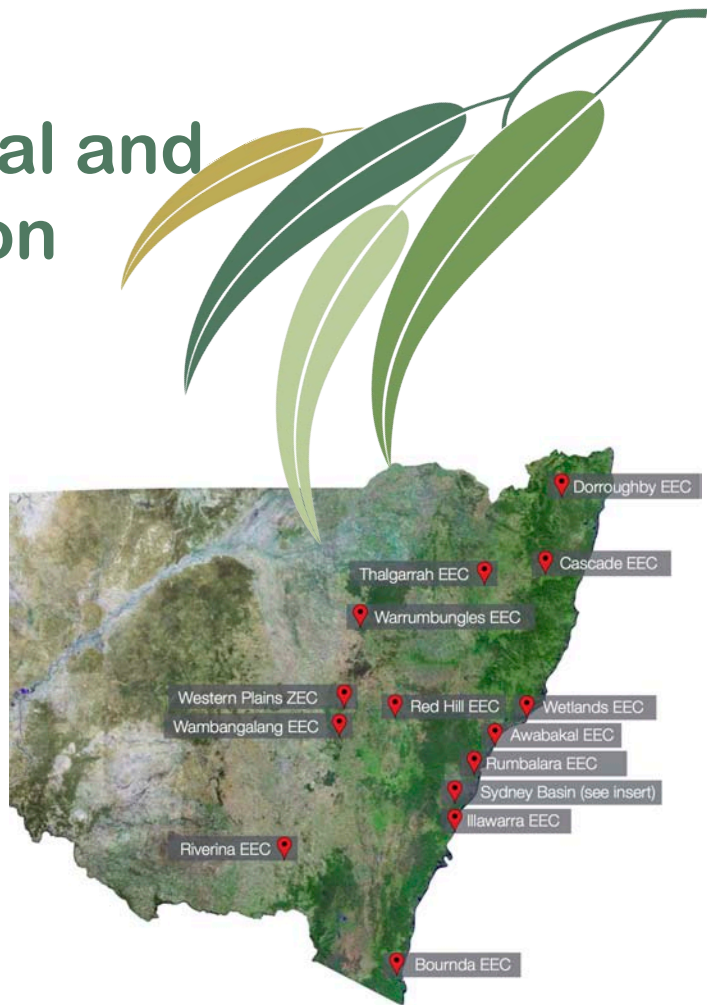 al and
on
Dorroughby EEC
Cascade EEC
Thalgarrah EEC
Warrumbungles EEC
Western Plains ZEC
Red Hill EEC
Wetlands EEC
Wambangalang EEC
Awabakal EEC
Rumbalara EEC
Sydney Basin (see insert)
Illawarra EEC
Riverina EEC
Bournda EEC